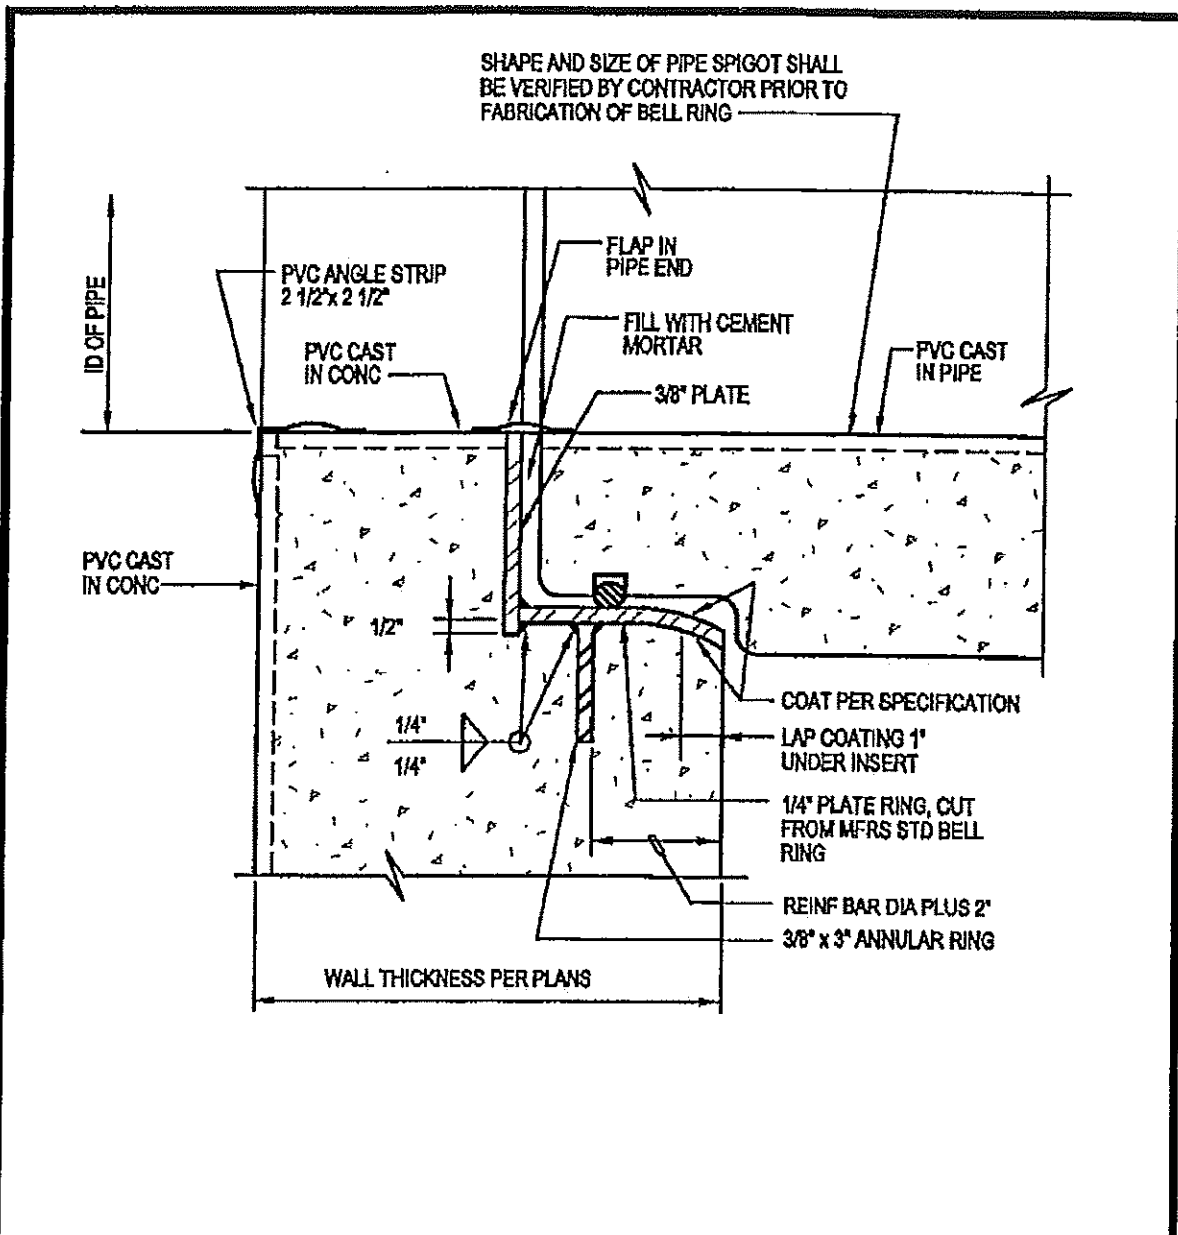 SHAPE AND SIZE OF PIPE SPIGOT SHALL
BE VERIFIED BY CONTRACTOR PRIOR TO
FABRICATION OF BELL RING
ID OF PIPE
PVC ANGLE STRIP
2 1/2"x 2 1/2"
FLAP IN
PIPE END
FILL WITH CEMENT
MORTAR
PVC CAST
IN CONC
PVC CAST
IN PIPE
3/8" PLATE
PVC CAST
IN CONC
1/2"
COAT PER SPECIFICATION
1/4"
1/4"
LAP COATING 1"
UNDER INSERT
1/4" PLATE RING, CUT
FROM MFRS STD BELL
RING
REINF BAR DIA PLUS 2"
3/8" x 3" ANNULAR RING
WALL THICKNESS PER PLANS